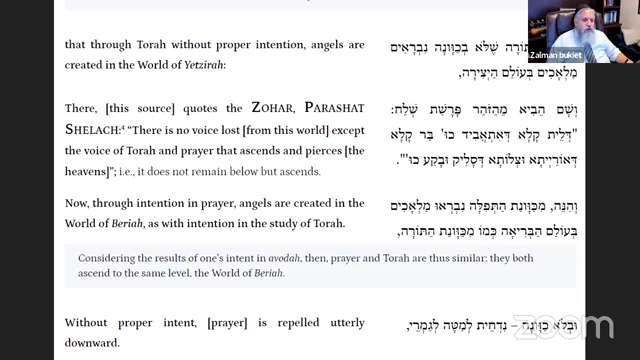 that through Torah without proper intention, angels are
created in the World of Yetzirah:
תּוֹרָה שֶׁלֹּא בְּכַוָּונָה נִבְרָאִים
מַלְאָכִים בְּעוֹלַם הַיְצִירָה,
Zalman bukiet
There, [this source] quotes the ZOHAR, PARASHAT
SHELACH:⁴ “There is no voice lost [from this world] except
the voice of Torah and prayer that ascends and pierces [the
heavens]”; i.e., it does not remain below but ascends.
וְשָׁם הֵבִיא מֵהַזֹּהַר פָּרָשַׁת שְׁלַח:
"דְּלֵית קָלָא דְּאִתְאֲבִיד כו' בַּר קָלָא
דְּאוֹרַיְיתָא וּצְלוֹתָא דְּסָלִיק וּבָקַע כו'".
Now, through intention in prayer, angels are created in the
World of Beriah, as with intention in the study of Torah.
וְהִנֵּה, מִכַּוָּונַת הַתְּפִלָּה נִבְרְאוּ מַלְאָכִים
בְּעוֹלַם הַבְּרִיאָה כְּמוֹ מִכַּוָּונַת הַתּוֹרָה,
Considering the results of one’s intent in avodah, then, prayer and Torah are thus similar: they both
ascend to the same level, the World of Beriah.
Without proper intent, [prayer] is repelled utterly
downward.
וּבְלֹא כַוָּונָה – נִדְחֵית לְמַטָּה לְגַמְרֵי,
zoom